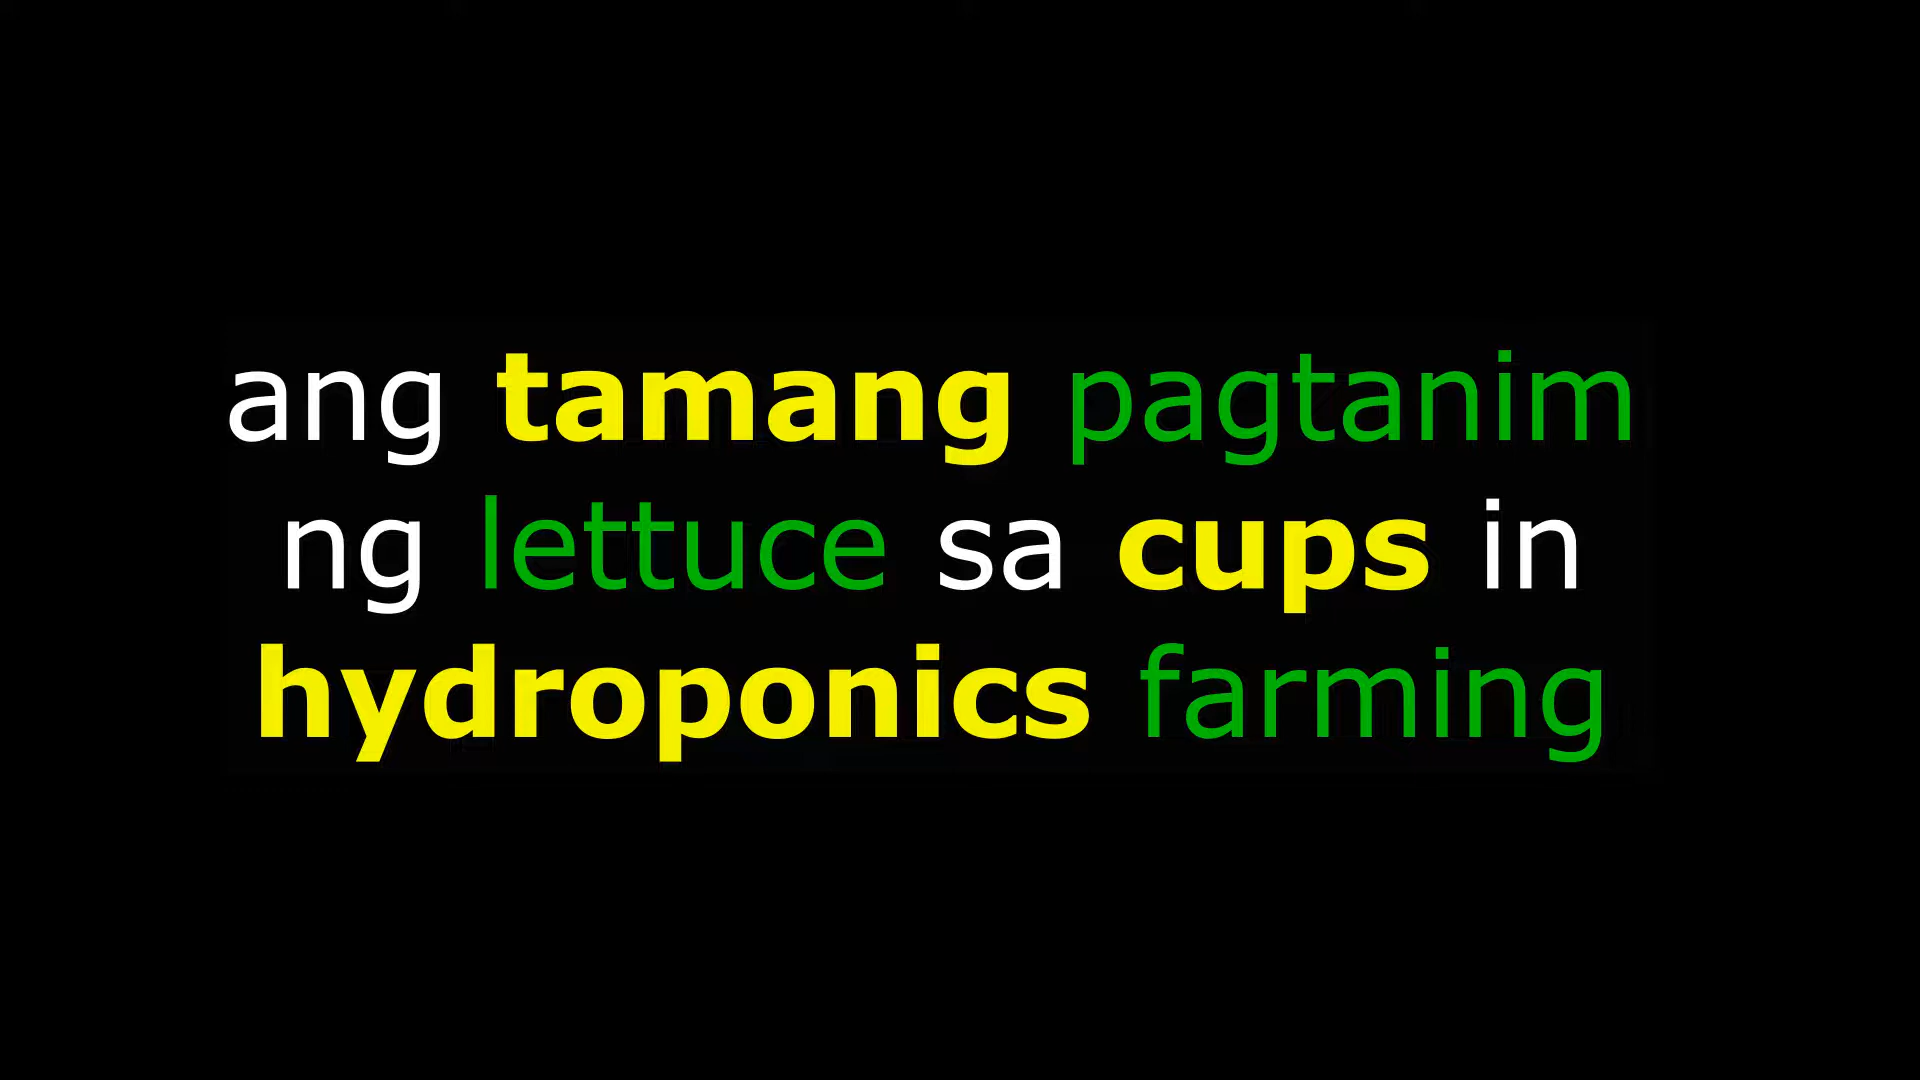 ang tamang pagtanim
ng lettuce sa cups in
hydroponics farming